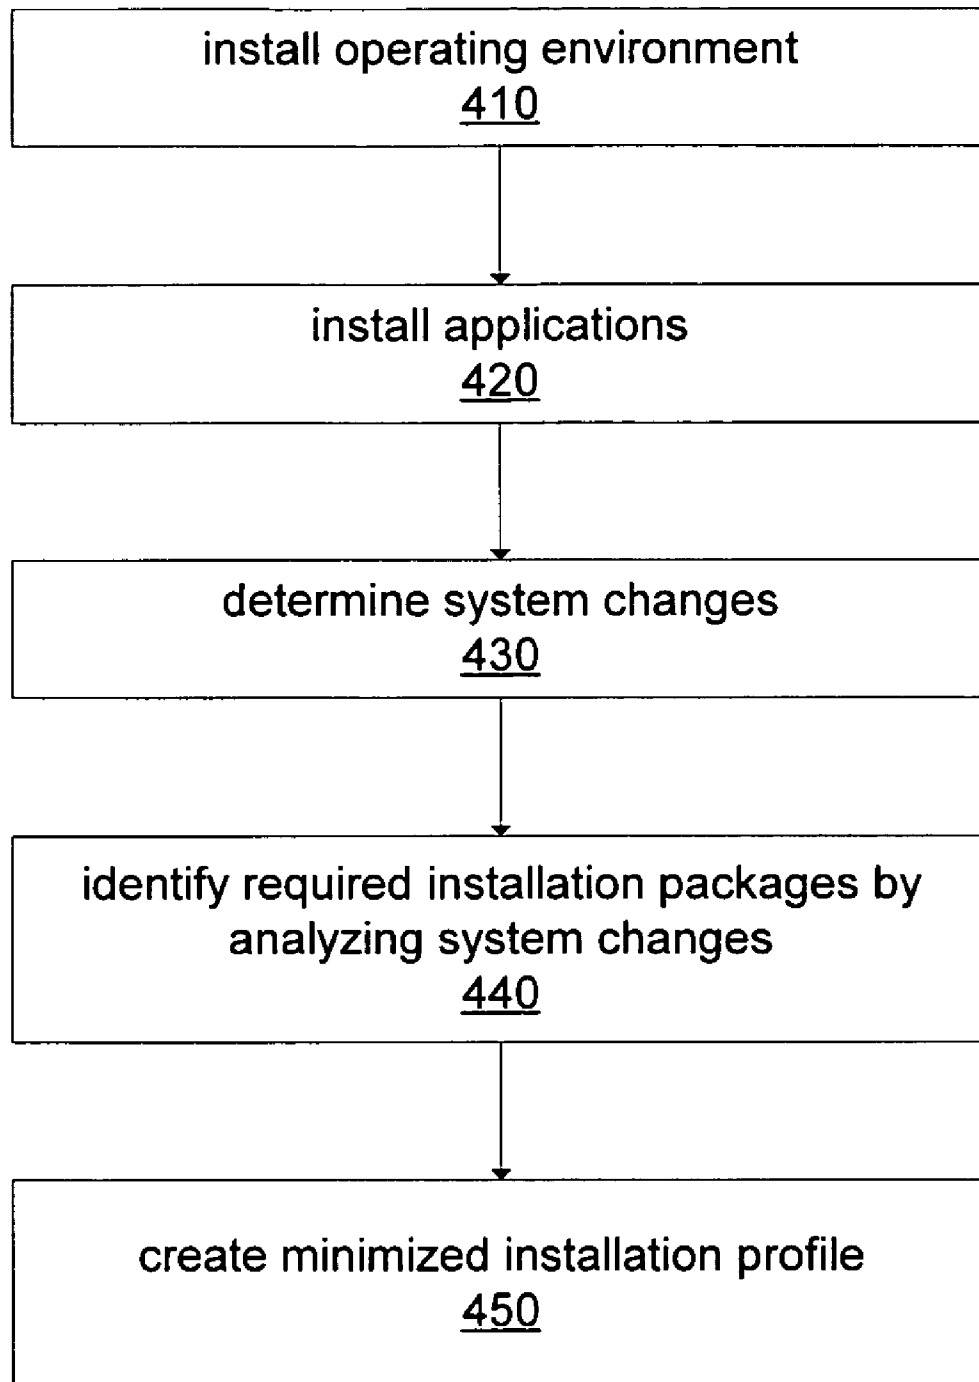 install operating environment
410
install applications
420
determine system changes
430
identify required installation packages by
analyzing system changes
440
create minimized installation profile
450